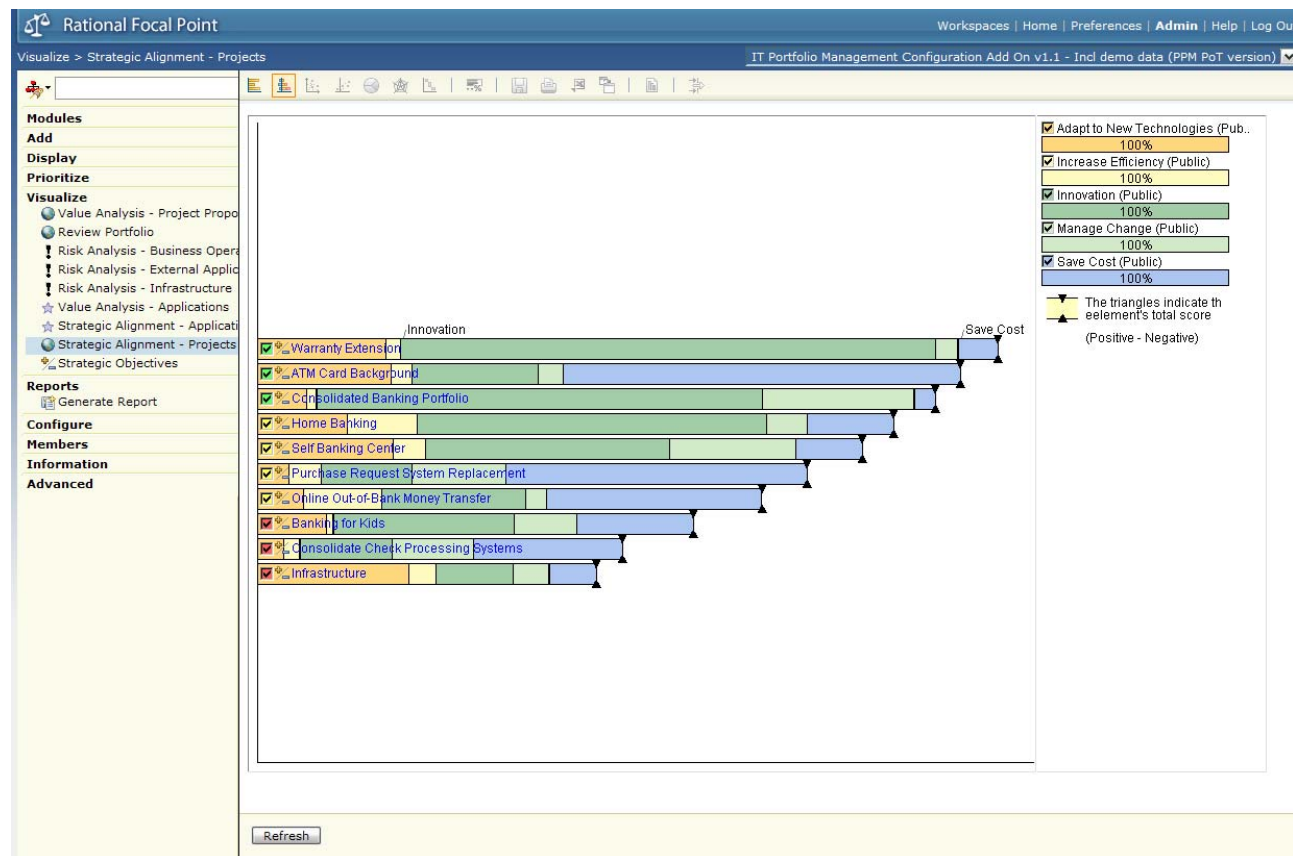 Rational Focal Point
Workspaces | Home | Preferences | Admin | Help | Log Ou
Visualize > Strategic Alignment - Projects
IT Portfolio Management Configuration Add On v1.1 - Incl demo data (PPM PoT version)
Modules
Add
Display
Prioritize
Visualize
Value Analysis - Project Propo
Review Portfolio
Risk Analysis - Business Opera
Risk Analysis - External Applic
Risk Analysis - Infrastructure
Value Analysis - Applications
Strategic Alignment - Applicati
Strategic Alignment - Projects
Strategic Objectives
Reports
Generate Report
Configure
Members
Information
Advanced
Innovation
Save Cost
Warranty Extension
ATM Card Background
Consolidated Banking Portfolio
Home Banking
Self Banking Center
Purchase Request System Replacement
Online Out-of-Bank Money Transfer
Banking for Kids
Consolidate Check Processing Systems
Infrastructure
Adapt to New Technologies (Pub..
100%
Increase Efficiency (Public)
100%
Innovation (Public)
100%
Manage Change (Public)
100%
Save Cost (Public)
100%
The triangles indicate th
eelement's total score
(Positive - Negative)
Refresh